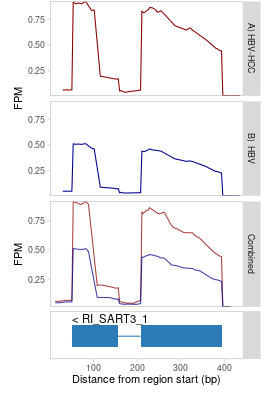 0.75
0.50
0.25
FPM
A) HBV-HCC
0.75
0.50
0.25
B) HBV
0.75
0.50
0.25
FPM
Combined
< RI_SART3_1
100 200 300 400
Distance from region start (bp)